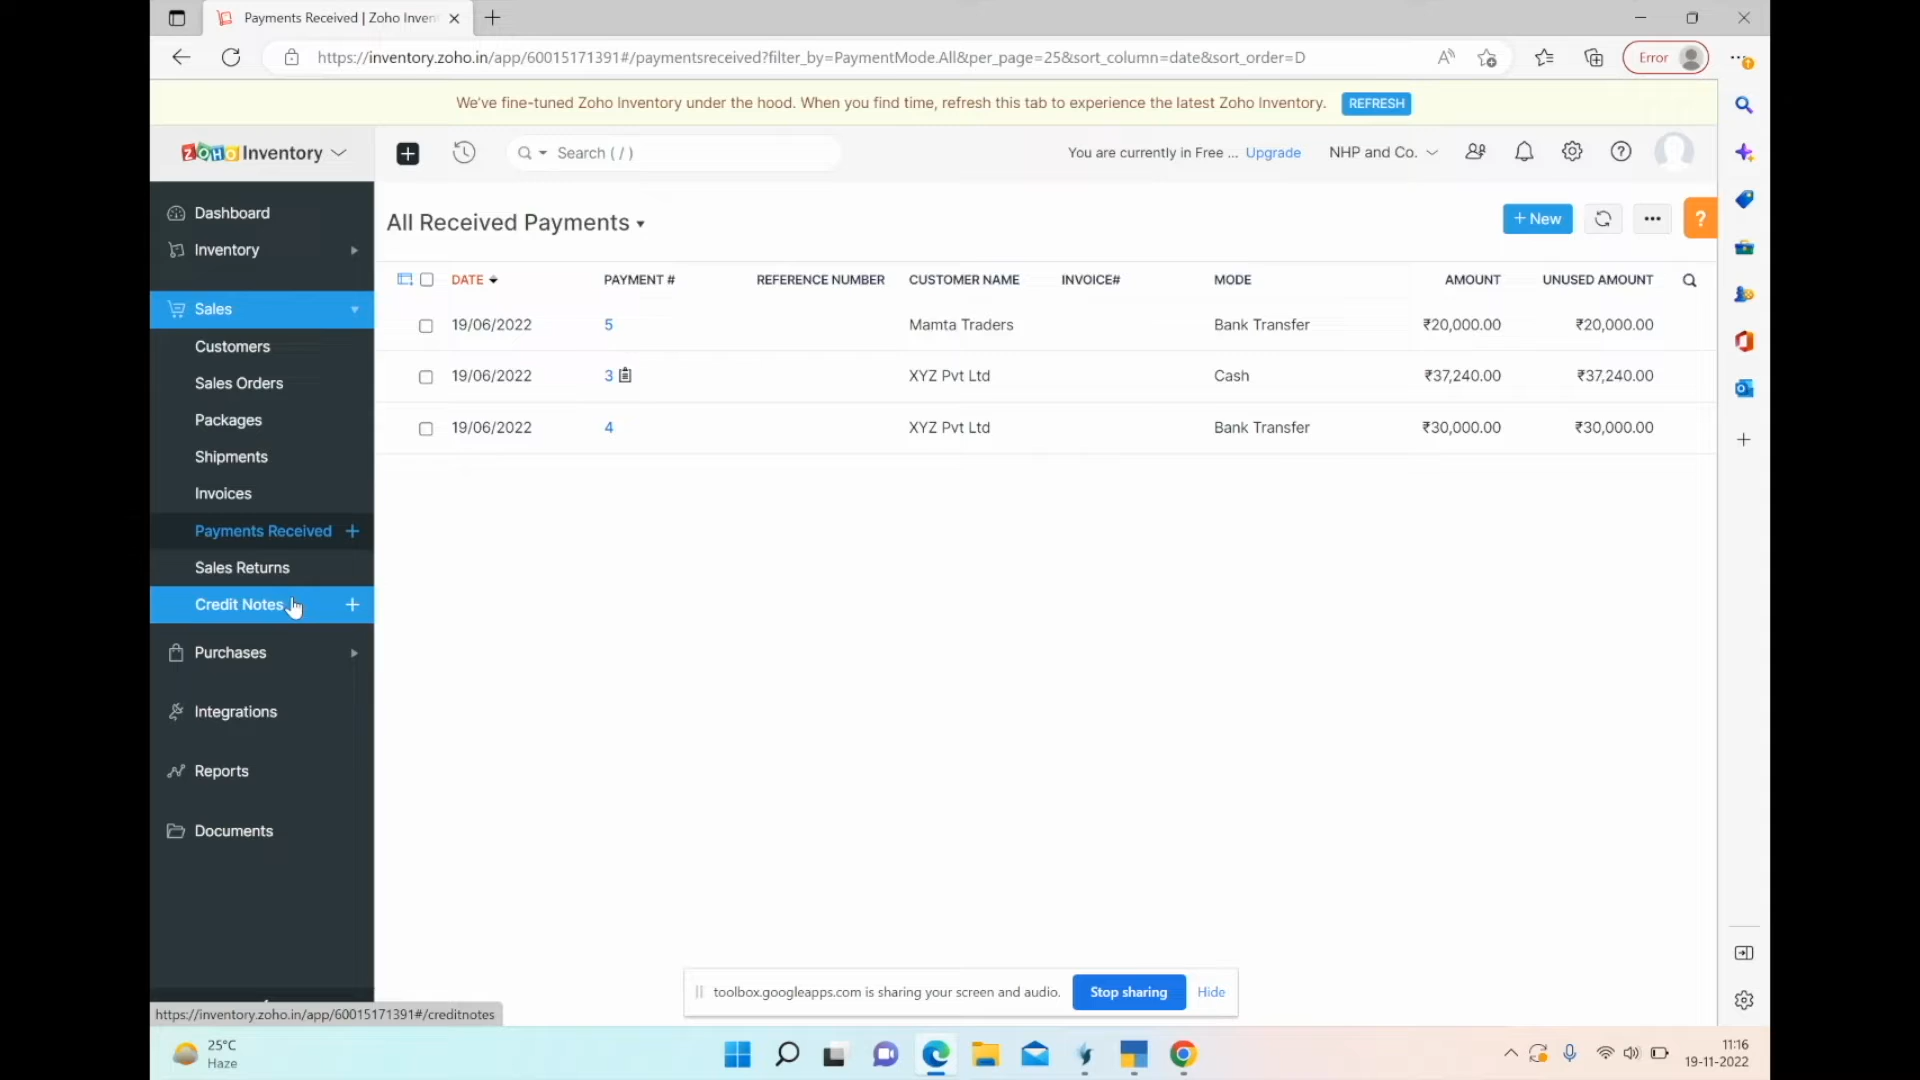 Payments Received | Zoho Inven
https://inventory.zoho.in/app/60015171391#/paymentsreceived?filter_by=PaymentMode.All&per_page=25&sort_column=date&sort_order=D
Error
We've fine-tuned Zoho Inventory under the hood. When you find time, refresh this tab to experience the latest Zoho Inventory. REFRESH
ZOHO Inventory
Search ( / )
You are currently in Free ... Upgrade
NHP and Co.
Dashboard
Inventory
Sales
Customers
Sales Orders
Packages
Shipments
Invoices
Payments Received +
Sales Returns
Credit Notes +
Purchases
Integrations
Reports
Documents
All Received Payments
+ New
DATE PAYMENT # REFERENCE NUMBER CUSTOMER NAME INVOICE# MODE AMOUNT UNUSED AMOUNT
19/06/2022 5 Mamta Traders Bank Transfer ₹20,000.00 ₹20,000.00
19/06/2022 3 XYZ Pvt Ltd Cash ₹37,240.00 ₹37,240.00
19/06/2022 4 XYZ Pvt Ltd Bank Transfer ₹30,000.00 ₹30,000.00
toolbox.googleapps.com is sharing your screen and audio. Stop sharing Hide
https://inventory.zoho.in/app/60015171391#/creditnotes
25°C
Haze
11:16
19-11-2022